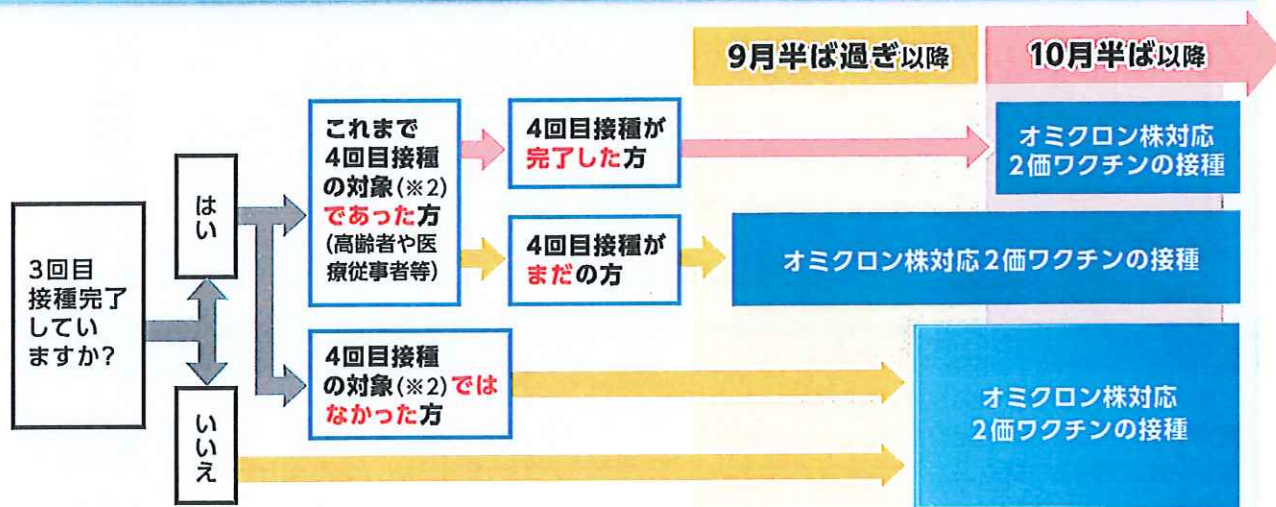 9月半ば過ぎ以降
10月半ば以降
3回目
接種完了
してい
ますか?
はい
いいえ
これまで
4回目接種
の対象(※2)
であった方
(高齢者や医
療従事者等)
4回目接種が
完了した方
4回目接種が
まだの方
4回目接種
の対象(※2)では
なかった方
オミクロン株対応
2価ワクチンの接種
オミクロン株対応2価ワクチンの接種
オミクロン株対応
2価ワクチンの接種